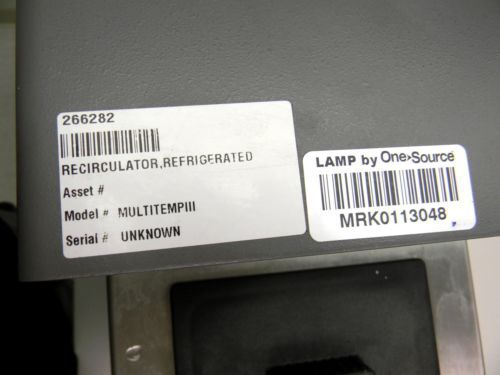 266282
RECIRCULATOR,REFRIGERATED
Asset #
Model # MULTITEMPIII
Serial # UNKNOWN
LAMP by One>Source
MRK0113048